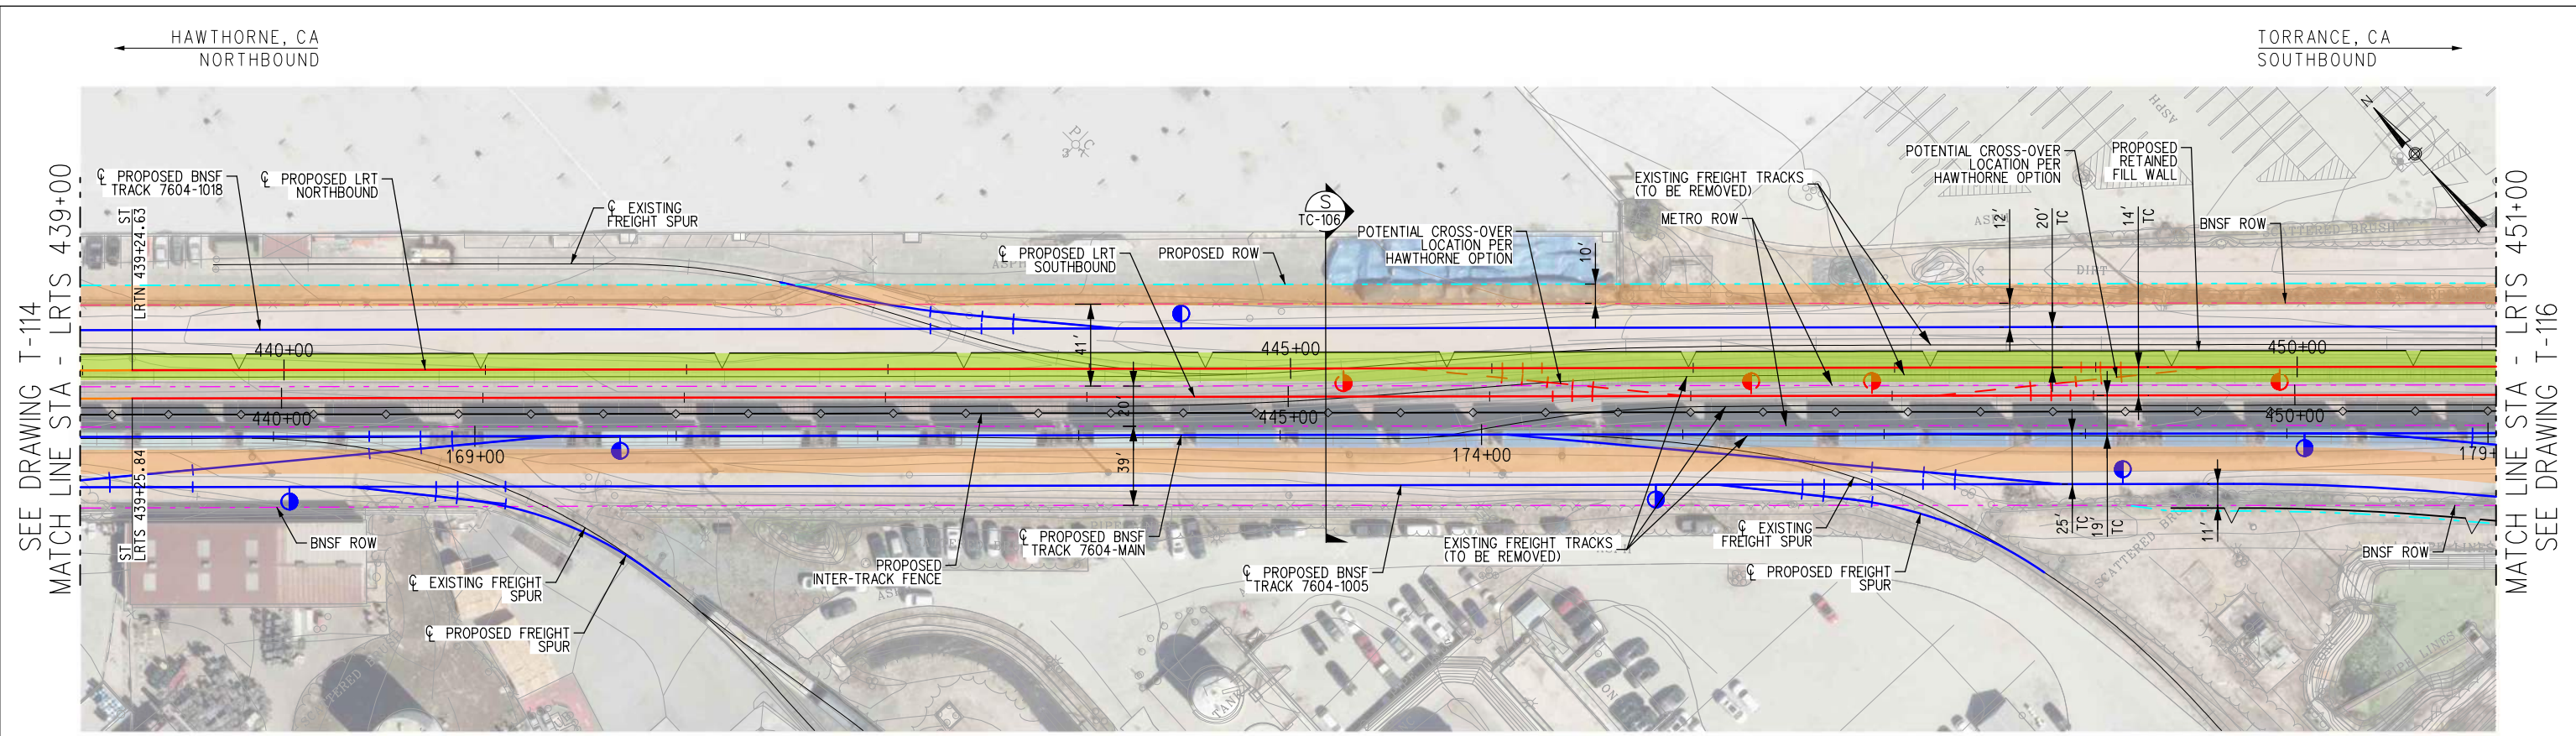 HAWTHORNE, CA
NORTHBOUND
TORRANCE, CA
SOUTHBOUND
SEE DRAWING T-114
MATCH LINE STA - LRTS 439+00
MATCH LINE STA - LRTS 451+00
SEE DRAWING T-116
℄ PROPOSED BNSF
TRACK 7604-1018
℄ PROPOSED LRT
NORTHBOUND
℄ EXISTING
FREIGHT SPUR
℄ PROPOSED LRT
SOUTHBOUND
PROPOSED ROW
S
TC-106
POTENTIAL CROSS-OVER
LOCATION PER
HAWTHORNE OPTION
10'
EXISTING FREIGHT TRACKS
(TO BE REMOVED)
METRO ROW
POTENTIAL CROSS-OVER
LOCATION PER
HAWTHORNE OPTION
PROPOSED
RETAINED
FILL WALL
12'
20'
TC
14'
TC
BNSF ROW
N
ASPH
DIRT
ST
LRTN 439+24.63
ST
LRTS 439+25.84
440+00
445+00
450+00
440+00
445+00
450+00
41'
20'
39'
169+00
174+00
179+
BNSF ROW
℄ EXISTING FREIGHT
SPUR
℄ PROPOSED FREIGHT
SPUR
PROPOSED
INTER-TRACK FENCE
℄ PROPOSED BNSF
TRACK 7604-MAIN
℄ PROPOSED BNSF
TRACK 7604-1005
EXISTING FREIGHT TRACKS
(TO BE REMOVED)
℄ EXISTING
FREIGHT SPUR
℄ PROPOSED FREIGHT
SPUR
25'
TC
19'
TC
11'
BNSF ROW
TANK